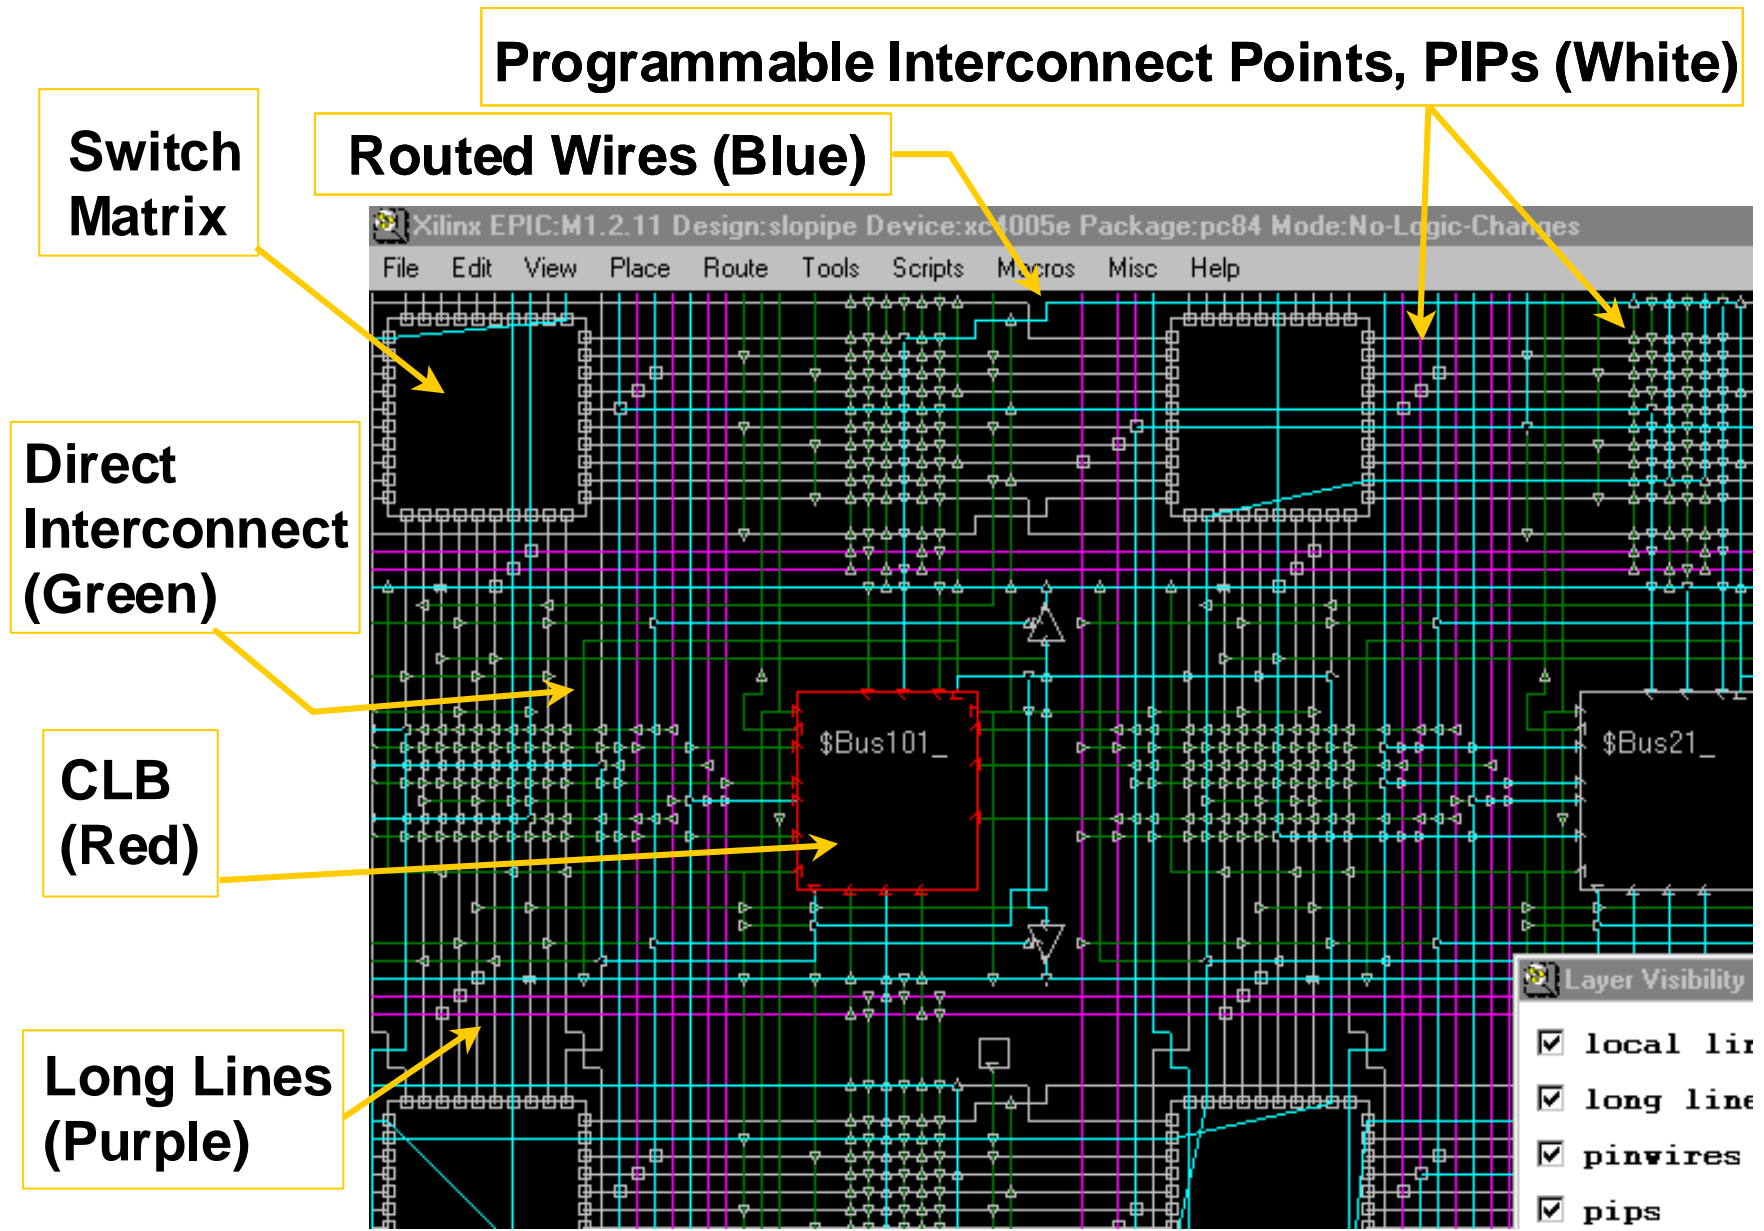 Programmable Interconnect Points, PIPs (White)
Switch
Matrix
Routed Wires (Blue)
Xilinx EPIC:M1.2.11 Design:slopipe Device:xc4005e Package:pc84 Mode:No-Logic-Changes
File Edit View Place Route Tools Scripts Macros Misc Help
Direct
Interconnect
(Green)
CLB
(Red)
$Bus101_
$Bus21_
Long Lines
(Purple)
Layer Visibility
local lin
long line
pinwires
pips